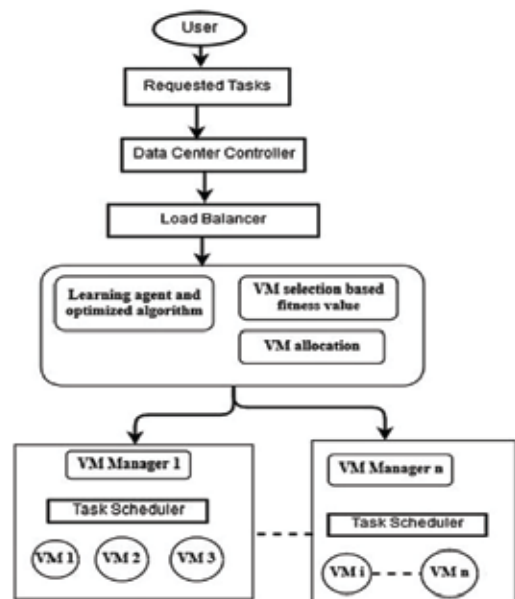 User
Requested Tasks
Data Center Controller
Load Balancer
Learning agent and
optimized algorithm
VM selection based
fitness value
VM allocation
VM Manager 1
Task Scheduler
VM 1
VM 2
VM 3
VM Manager n
Task Scheduler
VM i
VM n